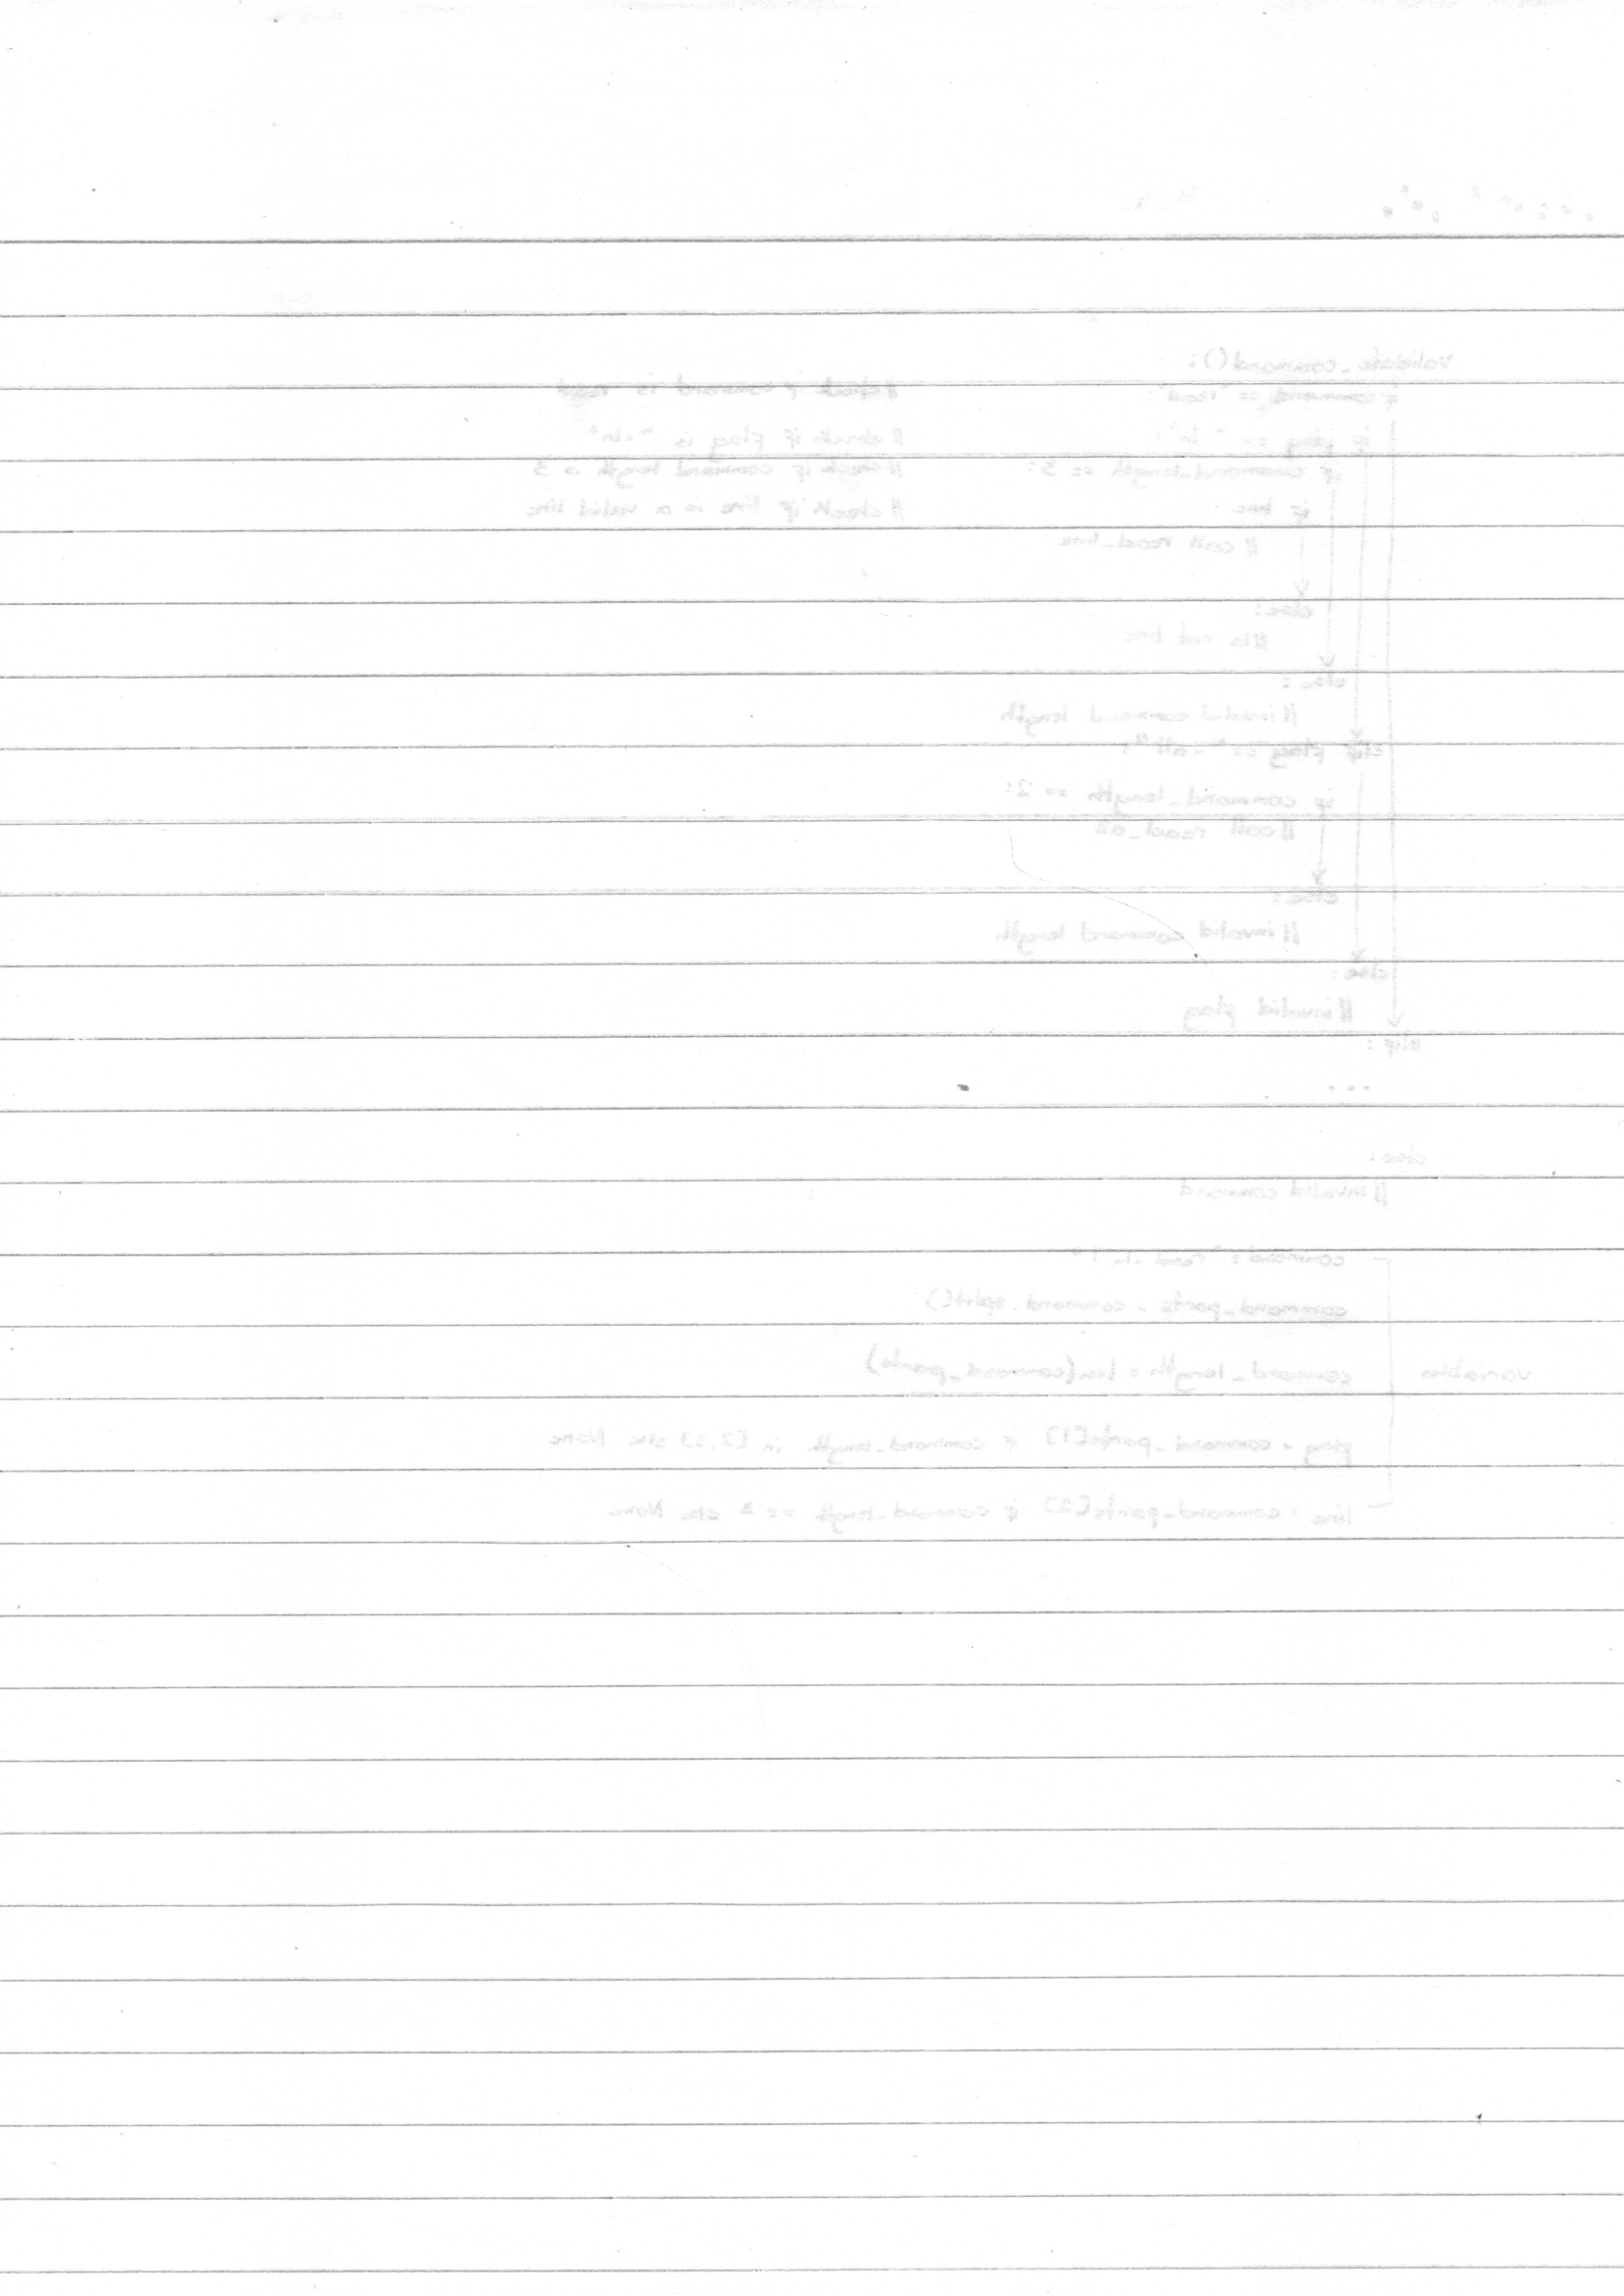 validate_command():
if command == "read": # check if command is read
if flag == "-ln": # check if flag is "-ln"
if command_length == 3: # check if command length is 3
if line # check if line is a valid line
# call read_line
else:
# is not line
else:
# invalid command length
elif flag == "-all":
if command_length == 2:
# call read_all
else:
# invalid command length
else:
# invalid flag
elif:
...
else:
# invalid command
command = "read -ln 1"
command_parts = command.split()
variables command_length = len(command_parts)
flag = command_parts[1] if command_length in [2,3] else None
line = command_parts[2] if command_length == 3 else None